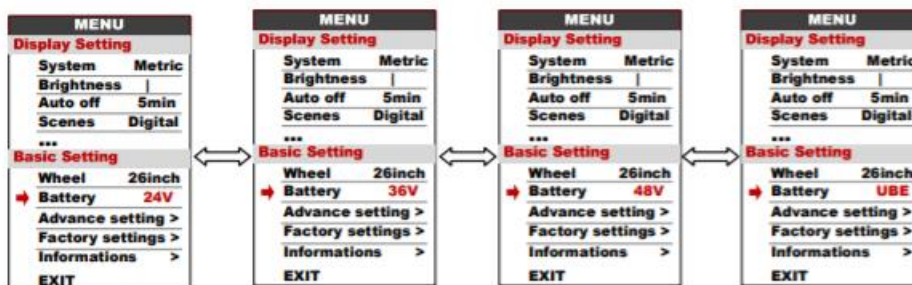 MENU
Display Setting
System Metric
Brightness |
Auto off 5min
Scenes Digital
...
Basic Setting
Wheel 26inch
Battery 24V
Advance setting >
Factory settings >
Informations >
EXIT
MENU
Display Setting
System Metric
Brightness |
Auto off 5min
Scenes Digital
...
Basic Setting
Wheel 26inch
Battery 36V
Advance setting >
Factory settings >
Informations >
EXIT
MENU
Display Setting
System Metric
Brightness |
Auto off 5min
Scenes Digital
...
Basic Setting
Wheel 26inch
Battery 48V
Advance setting >
Factory settings >
Informations >
EXIT
MENU
Display Setting
System Metric
Brightness |
Auto off 5min
Scenes Digital
...
Basic Setting
Wheel 26inch
Battery UBE
Advance setting >
Factory settings >
Informations >
EXIT